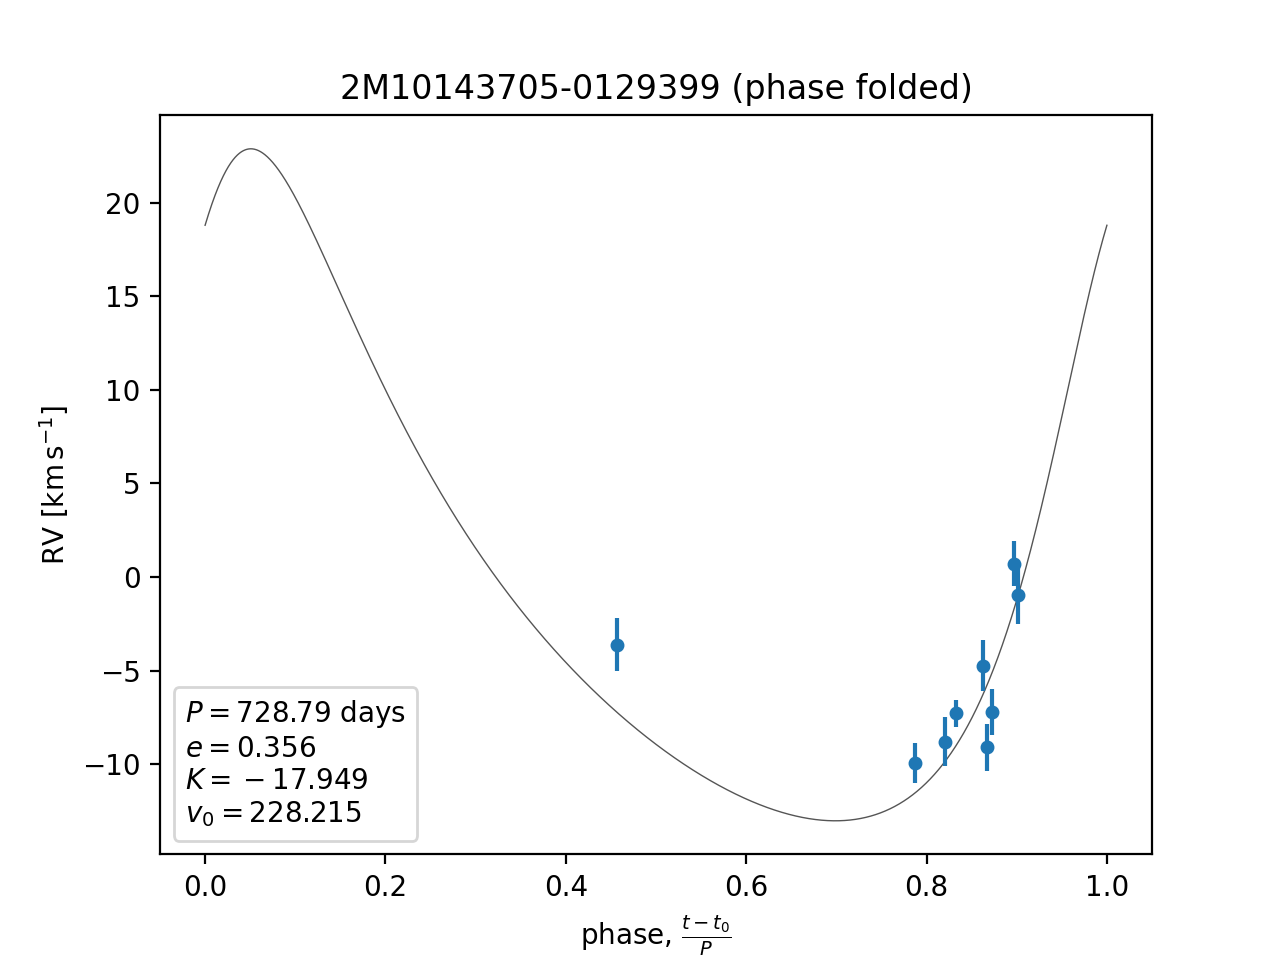 2M10143705-0129399 (phase folded)
RV [km s⁻¹]
20
15
10
5
0
−5
−10
P = 728.79 days
e = 0.356
K = −17.949
v₀ = 228.215
0.0 0.2 0.4 0.6 0.8 1.0
phase, (t − t₀)/P